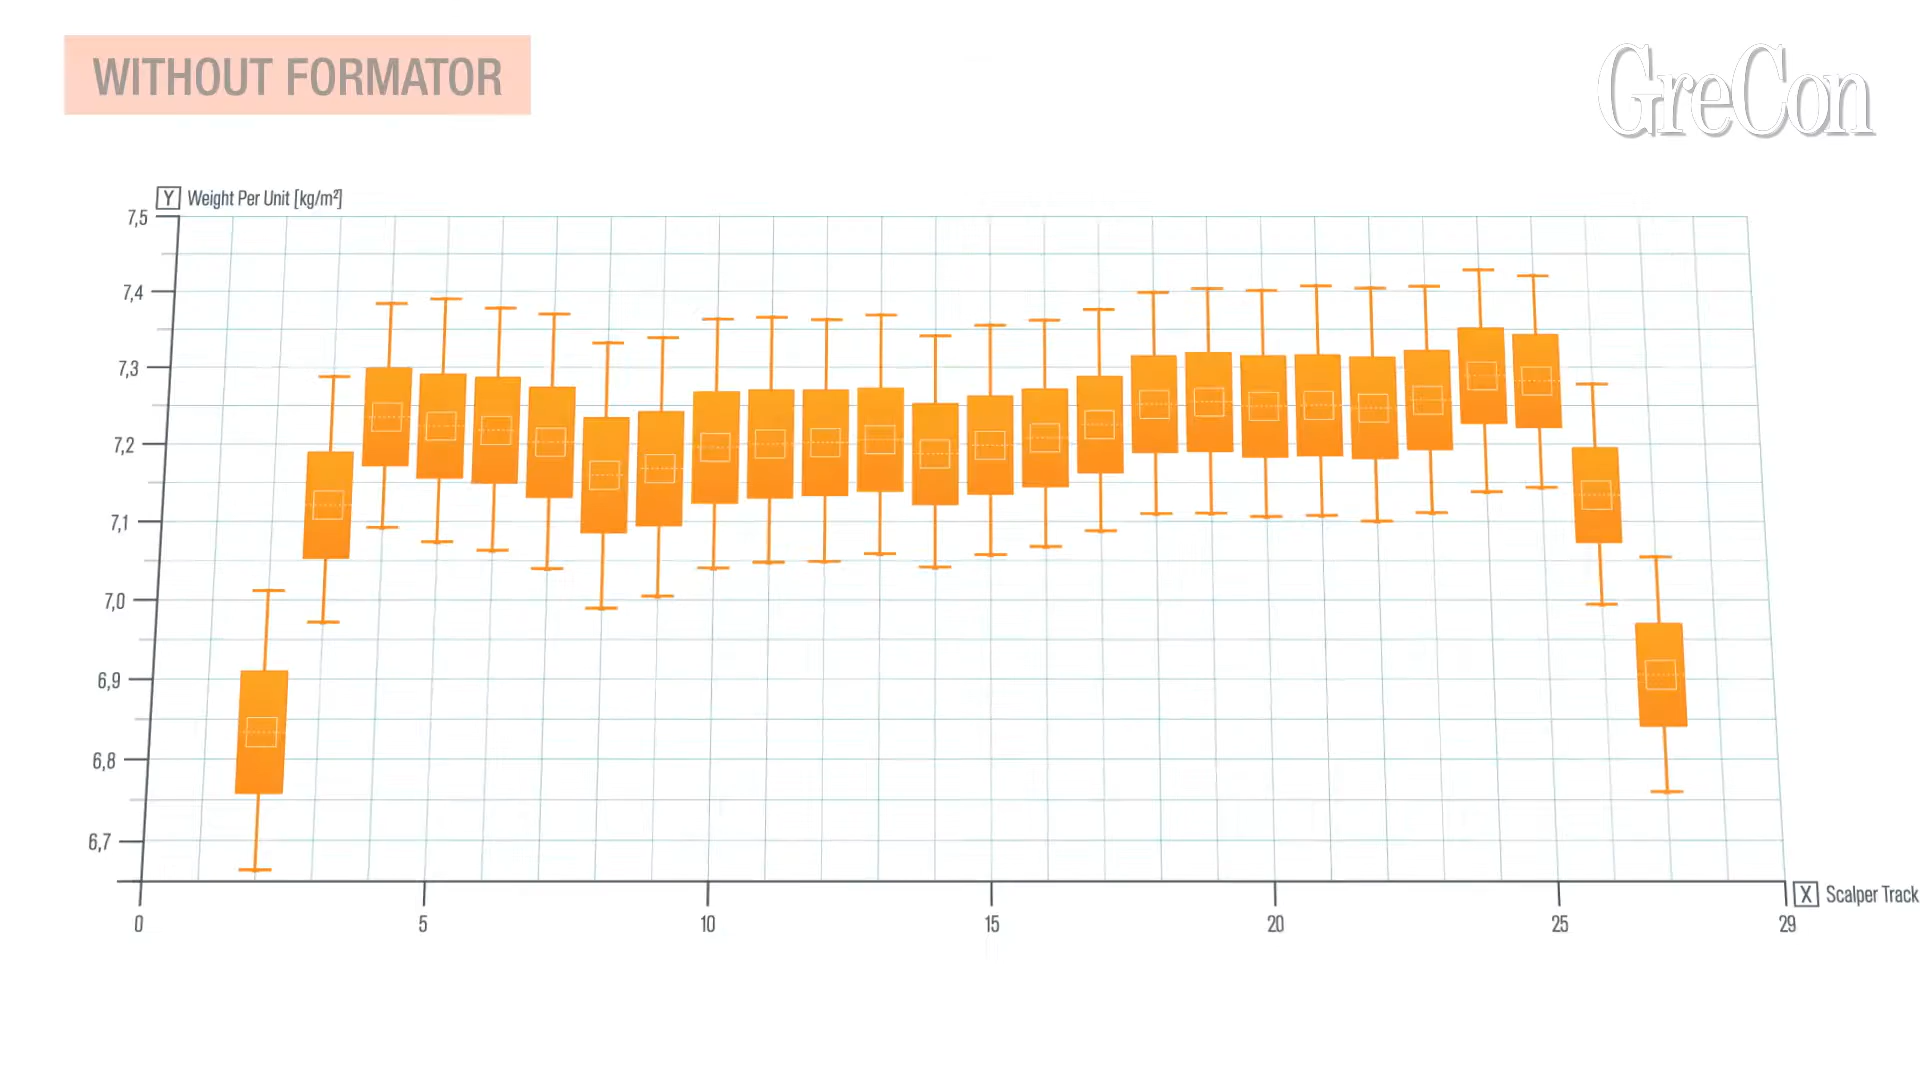 WITHOUT FORMATOR
GreCon
Y Weight Per Unit [kg/m²]
7,5
7,4
7,3
7,2
7,1
7,0
6,9
6,8
6,7
X Scalper Track
0 5 10 15 20 25 29